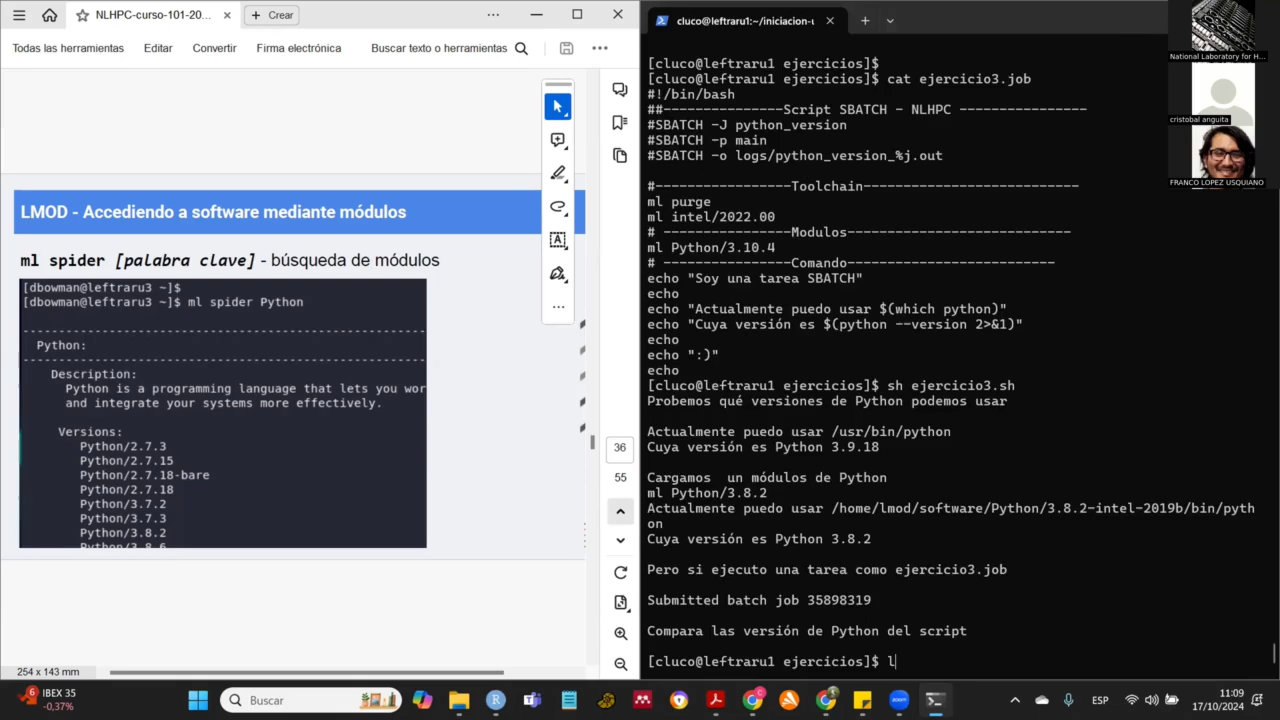 NLHPC-curso-101-20...
Crear
Todas las herramientas
Editar
Convertir
Firma electrónica
Buscar texto o herramientas
LMOD - Accediendo a software mediante módulos
ml spider [palabra clave] - búsqueda de módulos
[dbowman@leftraru3 ~]$
[dbowman@leftraru3 ~]$ ml spider Python
Python:
Description:
Python is a programming language that lets you wor
and integrate your systems more effectively.
Versions:
Python/2.7.3
Python/2.7.15
Python/2.7.18-bare
Python/2.7.18
Python/3.7.2
Python/3.7.3
Python/3.8.2
Python/3.8.6
36
55
254 x 143 mm
cluco@leftraru1:~/iniciacion-u
[cluco@leftraru1 ejercicios]$
[cluco@leftraru1 ejercicios]$ cat ejercicio3.job
#!/bin/bash
##---------------Script SBATCH - NLHPC ----------------
#SBATCH -J python_version
#SBATCH -p main
#SBATCH -o logs/python_version_%j.out
#-----------------Toolchain---------------------------
ml purge
ml intel/2022.00
# ----------------Modulos----------------------------
ml Python/3.10.4
# ----------------Comando--------------------------
echo "Soy una tarea SBATCH"
echo
echo "Actualmente puedo usar $(which python)"
echo "Cuya versión es $(python --version 2>&1)"
echo
echo ":)"
echo
[cluco@leftraru1 ejercicios]$ sh ejercicio3.sh
Probemos qué versiones de Python podemos usar
Actualmente puedo usar /usr/bin/python
Cuya versión es Python 3.9.18
Cargamos  un módulos de Python
ml Python/3.8.2
Actualmente puedo usar /home/lmod/software/Python/3.8.2-intel-2019b/bin/pyth
on
Cuya versión es Python 3.8.2
Pero si ejecuto una tarea como ejercicio3.job
Submitted batch job 35898319
Compara las versión de Python del script
[cluco@leftraru1 ejercicios]$ l
National Laboratory for H...
cristobal anguita
FRANCO LOPEZ USQUIANO
6
IBEX 35
-0,37%
Buscar
ESP
11:09
17/10/2024